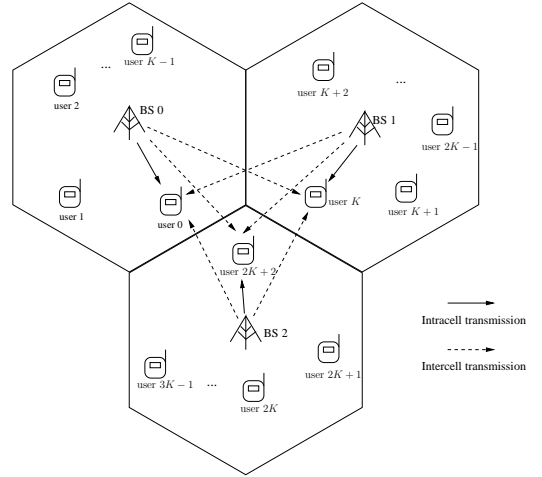 ...
user K − 1
user 2
BS 0
user 1
user 0
user K + 2
...
BS 1
user 2K − 1
user K
user K + 1
user 2K + 2
BS 2
user 3K − 1
...
user 2K
user 2K + 1
Intracell transmission
Intercell transmission